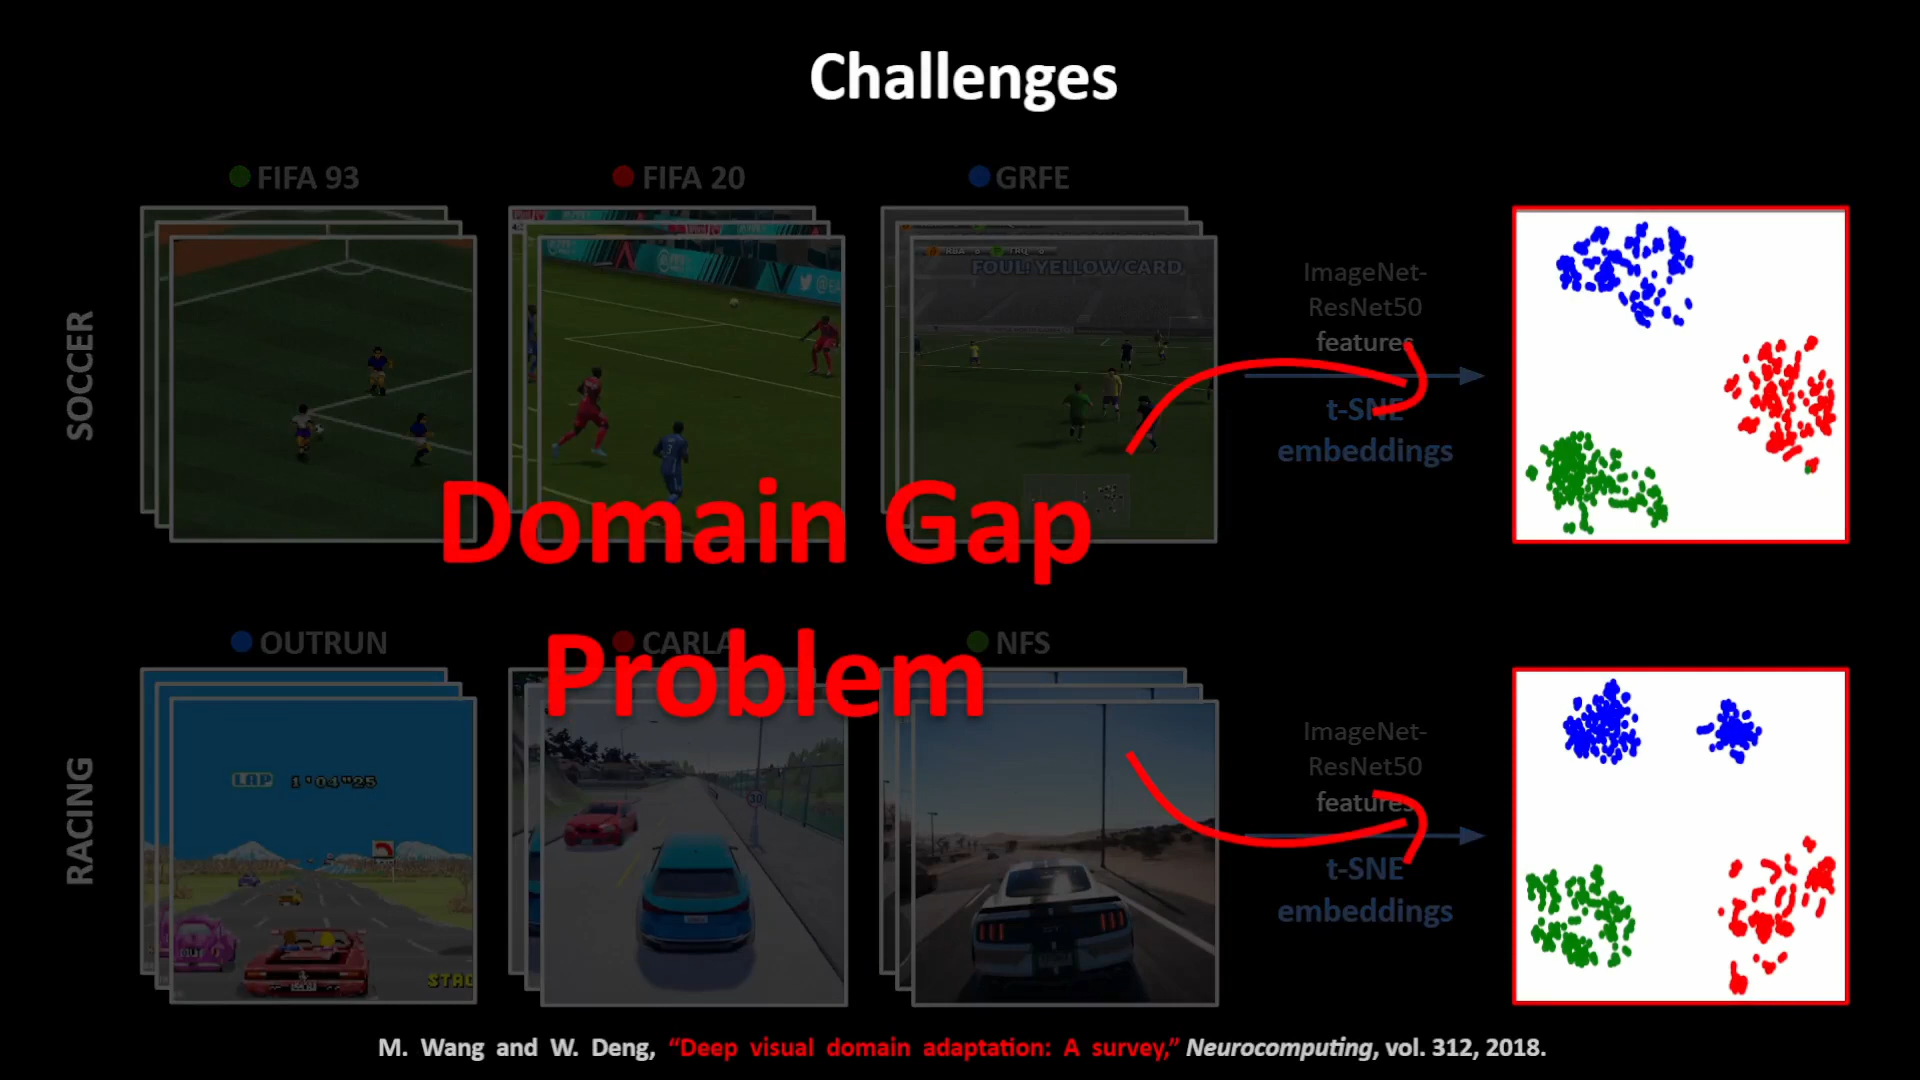 Challenges
FIFA 93
FIFA 20
GRFE
SOCCER
FOUL! YELLOW CARD
ImageNet-
ResNet50
features
t-SNE
embeddings
Domain Gap
Problem
OUTRUN
CARLA
NFS
RACING
LAP 1'04"25
30
ImageNet-
ResNet50
features
t-SNE
embeddings
M. Wang and W. Deng, “Deep visual domain adaptation: A survey,” Neurocomputing, vol. 312, 2018.